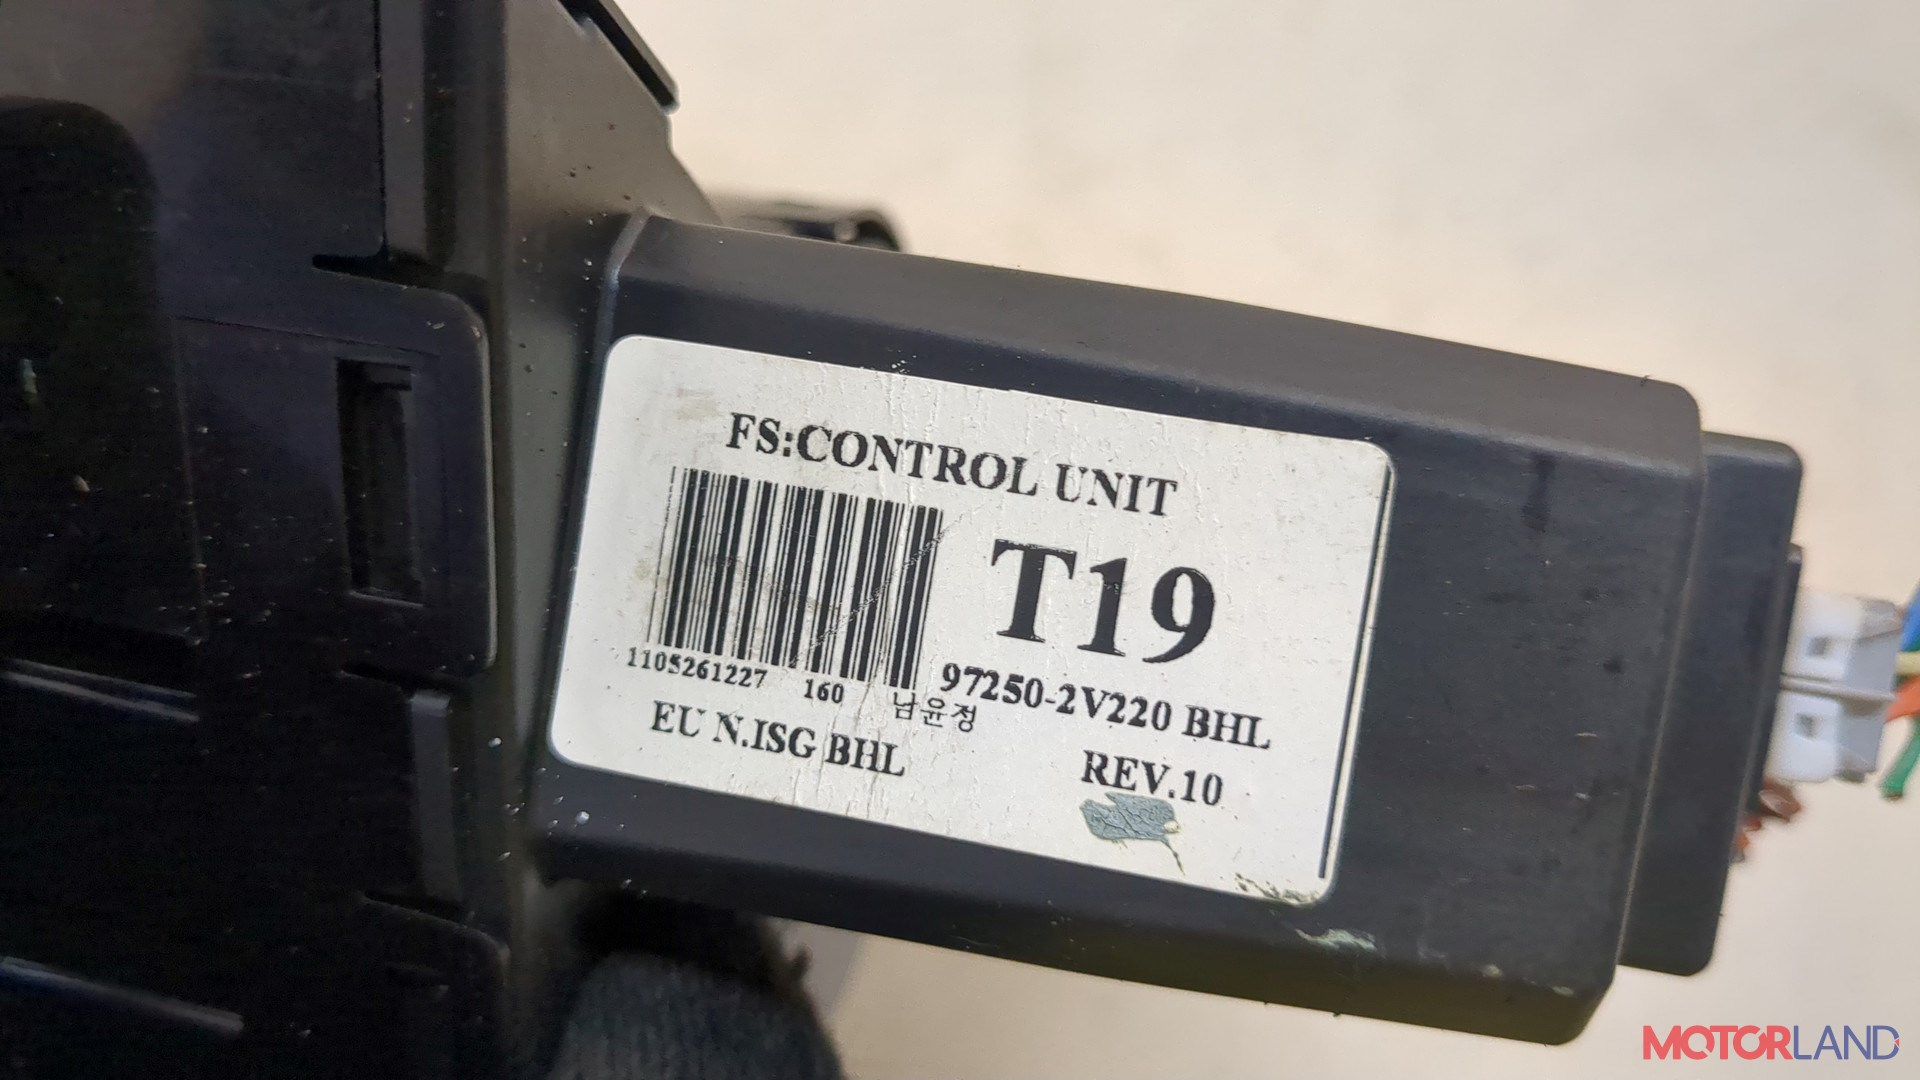 FS:CONTROL UNIT
T19
1105261227 160 남윤정
97250-2V220 BHL
EU N.ISG BHL
REV.10
MOTORLAND